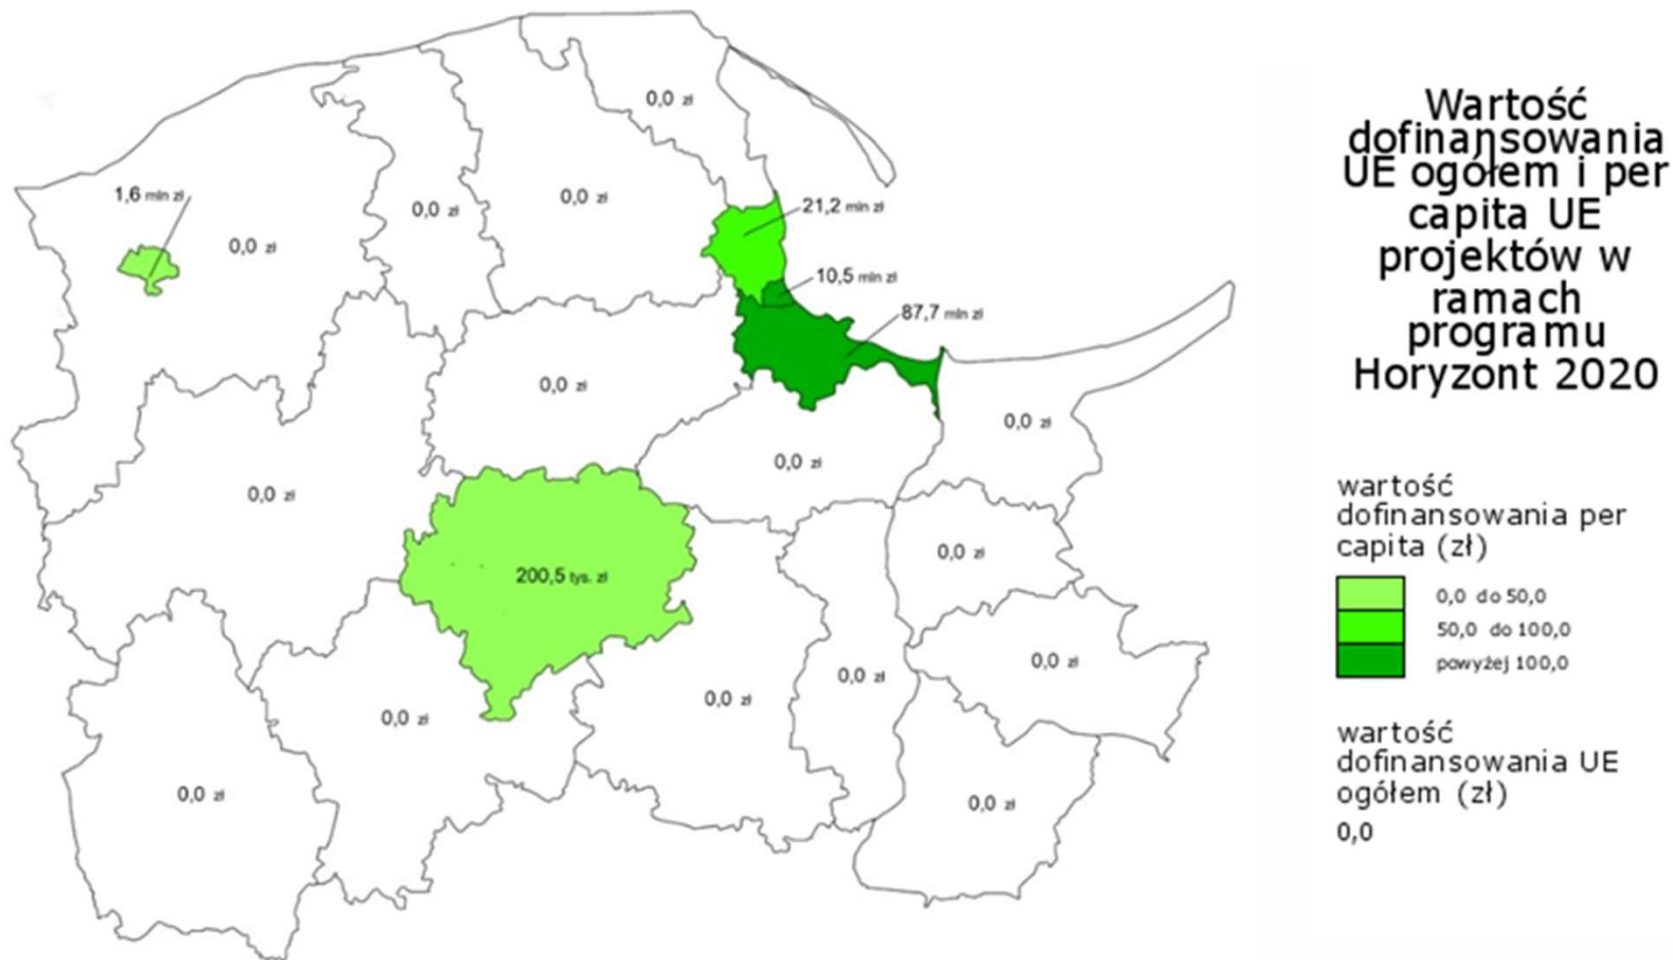 Wartość
dofinansowania
UE ogółem i per
capita UE
projektów w
ramach
programu
Horyzont 2020
0,0 zł
1,6 mln zł
0,0 zł
0,0 zł
0,0 zł
21,2 mln zł
10,5 mln zł
87,7 mln zł
0,0 zł
0,0 zł
0,0 zł
0,0 zł
200,5 tys. zł
0,0 zł
0,0 zł
0,0 zł
0,0 zł
0,0 zł
0,0 zł
0,0 zł
wartość
dofinansowania per
capita (zł)
0,0 do 50,0
50,0 do 100,0
powyżej 100,0
wartość
dofinansowania UE
ogółem (zł)
0,0